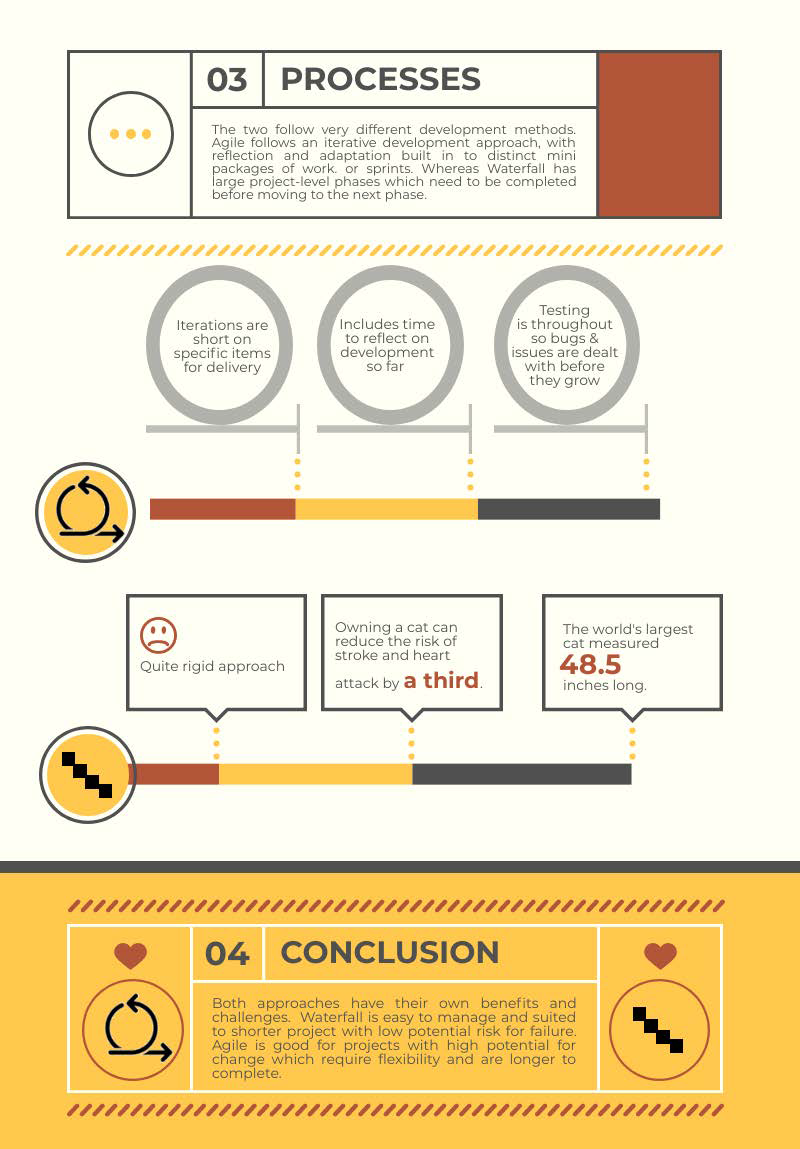 03
PROCESSES
The two follow very different development methods.
Agile follows an iterative development approach, with
reflection and adaptation built in to distinct mini
packages of work. or sprints. Whereas Waterfall has
large project-level phases which need to be completed
before moving to the next phase.
Iterations are
short on
specific items
for delivery
Includes time
to reflect on
development
so far
Testing
is throughout
so bugs &
issues are dealt
with before
they grow
Quite rigid approach
Owning a cat can
reduce the risk of
stroke and heart
attack by a third.
The world's largest
cat measured
48.5
inches long.
04
CONCLUSION
Both approaches have their own benefits and
challenges. Waterfall is easy to manage and suited
to shorter project with low potential risk for failure.
Agile is good for projects with high potential for
change which require flexibility and are longer to
complete.